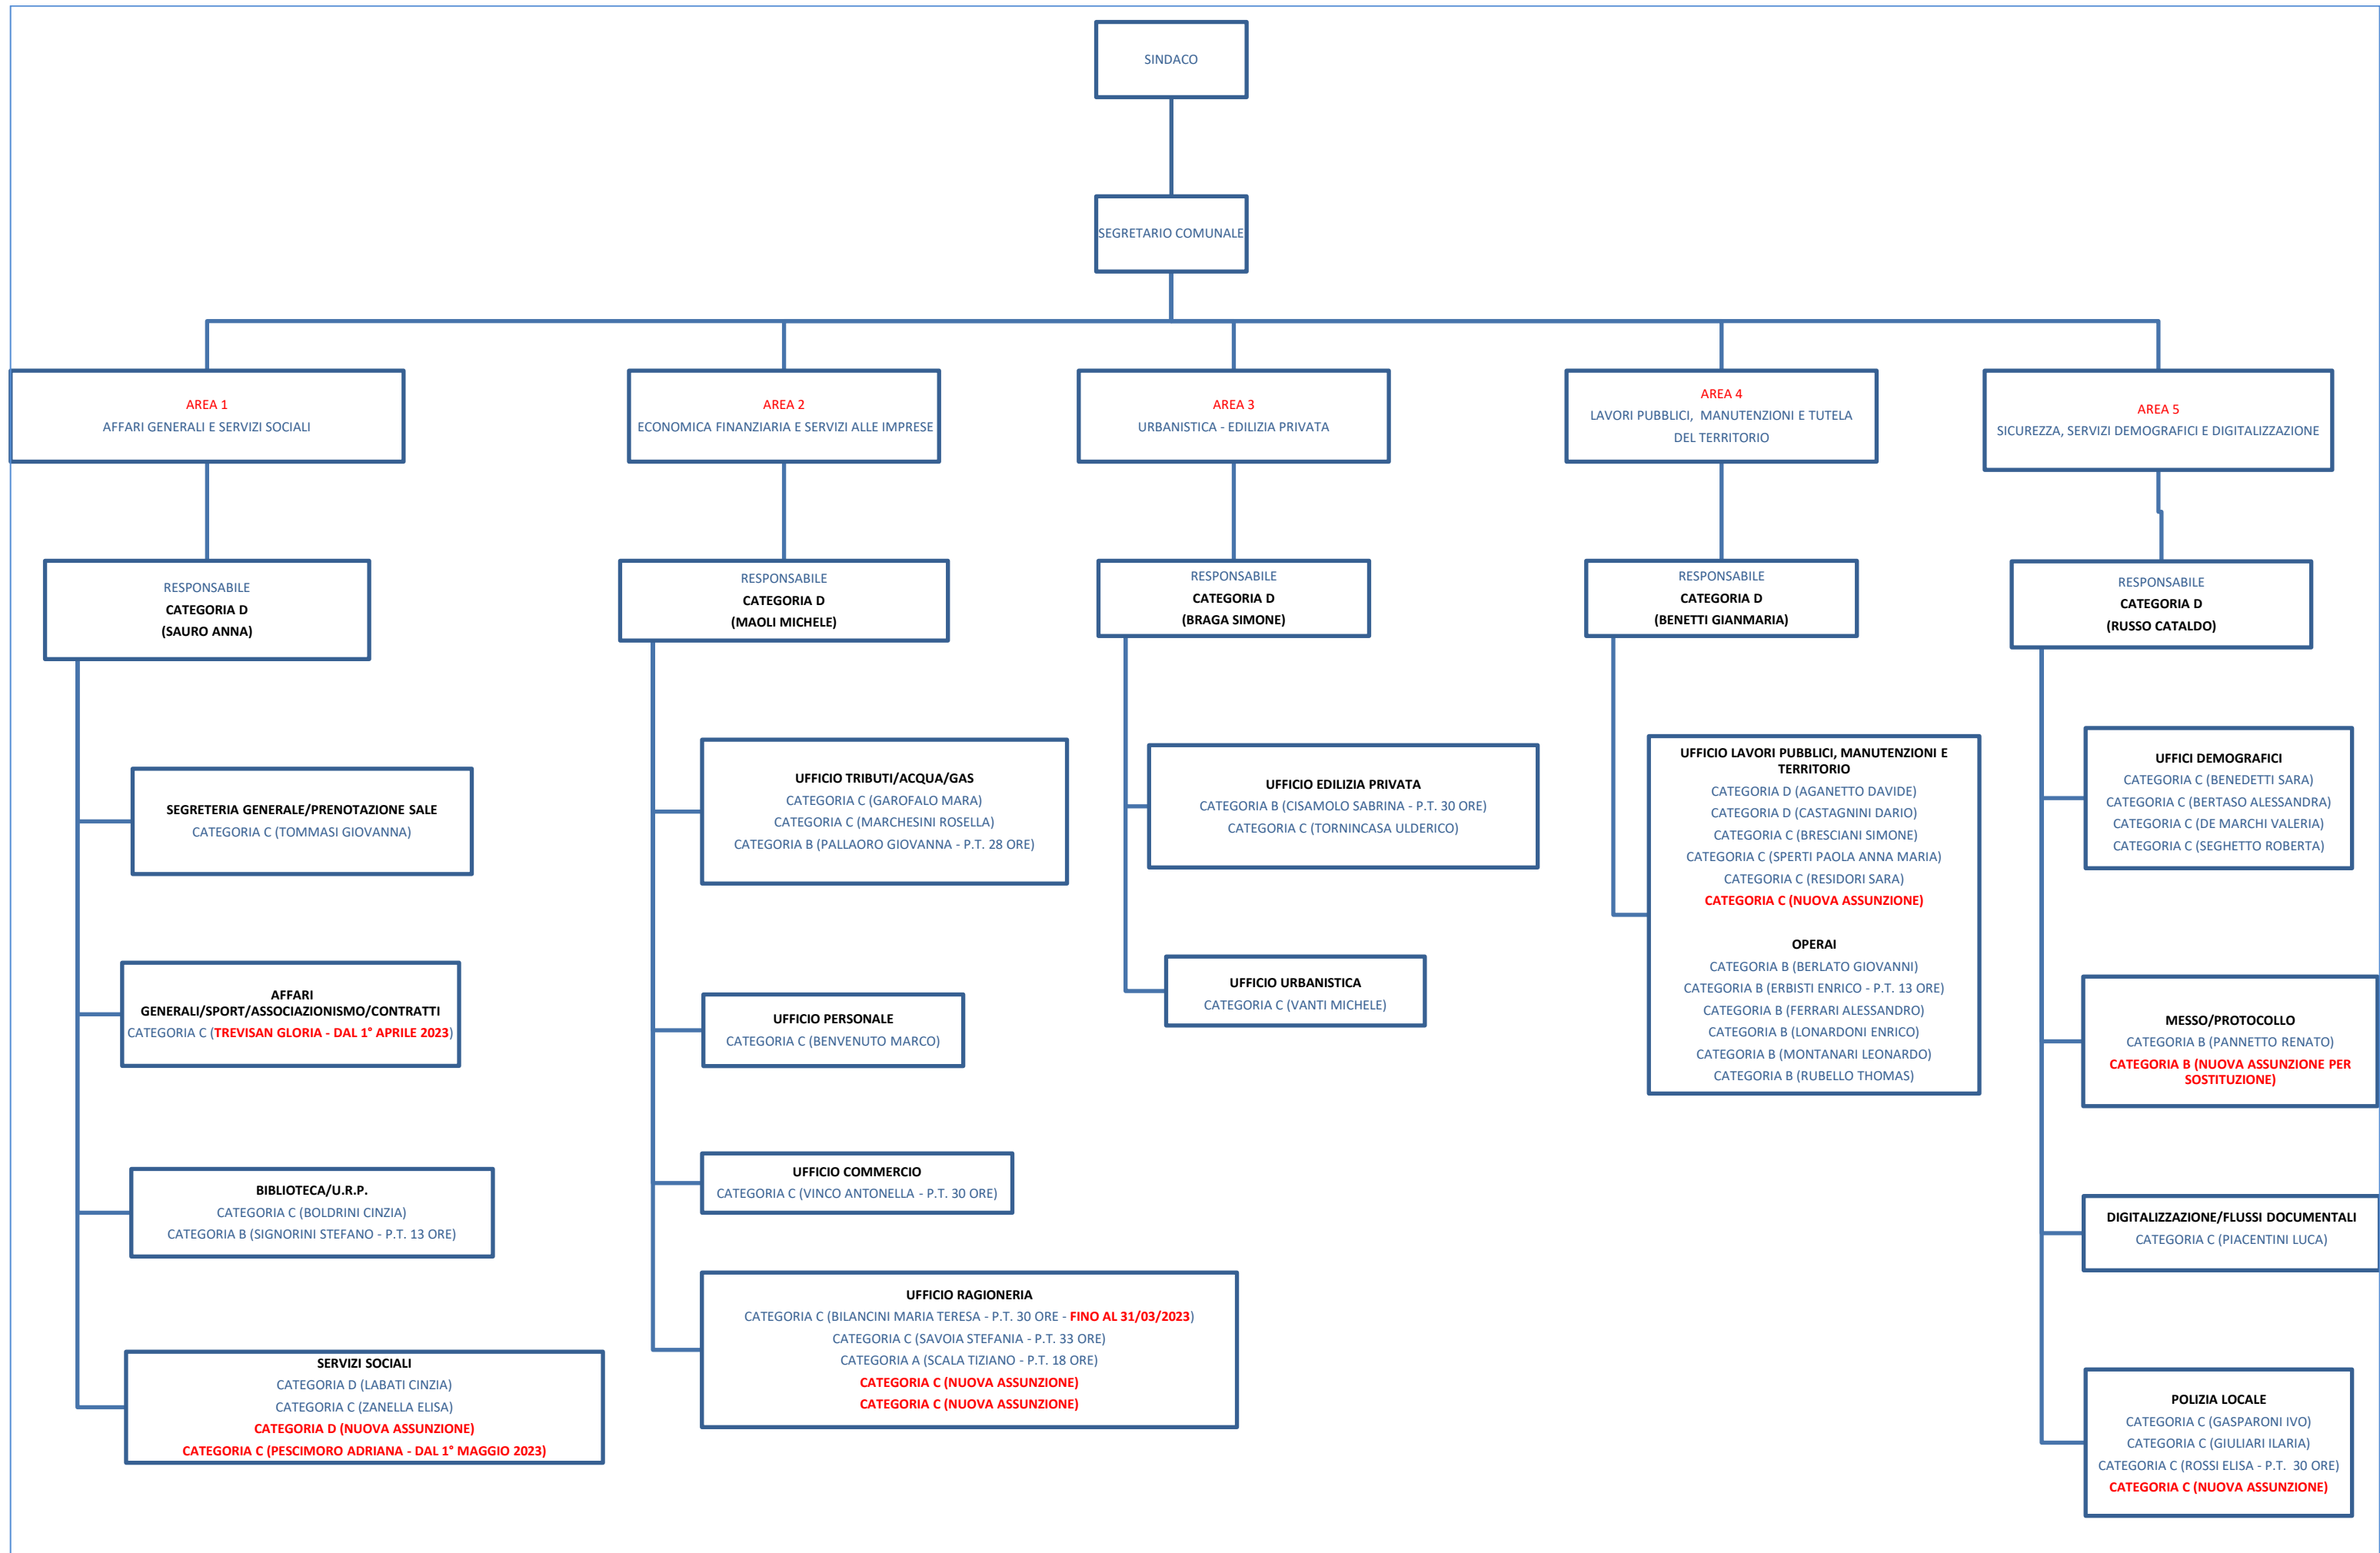 SINDACO
SEGRETARIO COMUNALE
AREA 1
AFFARI GENERALI E SERVIZI SOCIALI
AREA 2
ECONOMICA FINANZIARIA E SERVIZI ALLE IMPRESE
AREA 3
URBANISTICA - EDILIZIA PRIVATA
AREA 4
LAVORI PUBBLICI, MANUTENZIONI E TUTELA
DEL TERRITORIO
AREA 5
SICUREZZA, SERVIZI DEMOGRAFICI E DIGITALIZZAZIONE
RESPONSABILE
CATEGORIA D
(SAURO ANNA)
RESPONSABILE
CATEGORIA D
(MAOLI MICHELE)
RESPONSABILE
CATEGORIA D
(BRAGA SIMONE)
RESPONSABILE
CATEGORIA D
(BENETTI GIANMARIA)
RESPONSABILE
CATEGORIA D
(RUSSO CATALDO)
SEGRETERIA GENERALE/PRENOTAZIONE SALE
CATEGORIA C (TOMMASI GIOVANNA)
AFFARI
GENERALI/SPORT/ASSOCIAZIONISMO/CONTRATTI
CATEGORIA C (TREVISAN GLORIA - DAL 1° APRILE 2023)
BIBLIOTECA/U.R.P.
CATEGORIA C (BOLDRINI CINZIA)
CATEGORIA B (SIGNORINI STEFANO - P.T. 13 ORE)
SERVIZI SOCIALI
CATEGORIA D (LABATI CINZIA)
CATEGORIA C (ZANELLA ELISA)
CATEGORIA D (NUOVA ASSUNZIONE)
CATEGORIA C (PESCIMORO ADRIANA - DAL 1° MAGGIO 2023)
UFFICIO TRIBUTI/ACQUA/GAS
CATEGORIA C (GAROFALO MARA)
CATEGORIA C (MARCHESINI ROSELLA)
CATEGORIA B (PALLAORO GIOVANNA - P.T. 28 ORE)
UFFICIO PERSONALE
CATEGORIA C (BENVENUTO MARCO)
UFFICIO COMMERCIO
CATEGORIA C (VINCO ANTONELLA - P.T. 30 ORE)
UFFICIO RAGIONERIA
CATEGORIA C (BILANCINI MARIA TERESA - P.T. 30 ORE - FINO AL 31/03/2023)
CATEGORIA C (SAVOIA STEFANIA - P.T. 33 ORE)
CATEGORIA A (SCALA TIZIANO - P.T. 18 ORE)
CATEGORIA C (NUOVA ASSUNZIONE)
CATEGORIA C (NUOVA ASSUNZIONE)
UFFICIO EDILIZIA PRIVATA
CATEGORIA B (CISAMOLO SABRINA - P.T. 30 ORE)
CATEGORIA C (TORNINCASA ULDERICO)
UFFICIO URBANISTICA
CATEGORIA C (VANTI MICHELE)
UFFICIO LAVORI PUBBLICI, MANUTENZIONI E
TERRITORIO
CATEGORIA D (AGANETTO DAVIDE)
CATEGORIA D (CASTAGNINI DARIO)
CATEGORIA C (BRESCIANI SIMONE)
CATEGORIA C (SPERTI PAOLA ANNA MARIA)
CATEGORIA C (RESIDORI SARA)
CATEGORIA C (NUOVA ASSUNZIONE)
OPERAI
CATEGORIA B (BERLATO GIOVANNI)
CATEGORIA B (ERBISTI ENRICO - P.T. 13 ORE)
CATEGORIA B (FERRARI ALESSANDRO)
CATEGORIA B (LONARDONI ENRICO)
CATEGORIA B (MONTANARI LEONARDO)
CATEGORIA B (RUBELLO THOMAS)
UFFICI DEMOGRAFICI
CATEGORIA C (BENEDETTI SARA)
CATEGORIA C (BERTASO ALESSANDRA)
CATEGORIA C (DE MARCHI VALERIA)
CATEGORIA C (SEGHETTO ROBERTA)
MESSO/PROTOCOLLO
CATEGORIA B (PANNETTO RENATO)
CATEGORIA B (NUOVA ASSUNZIONE PER
SOSTITUZIONE)
DIGITALIZZAZIONE/FLUSSI DOCUMENTALI
CATEGORIA C (PIACENTINI LUCA)
POLIZIA LOCALE
CATEGORIA C (GASPARONI IVO)
CATEGORIA C (GIULIARI ILARIA)
CATEGORIA C (ROSSI ELISA - P.T. 30 ORE)
CATEGORIA C (NUOVA ASSUNZIONE)